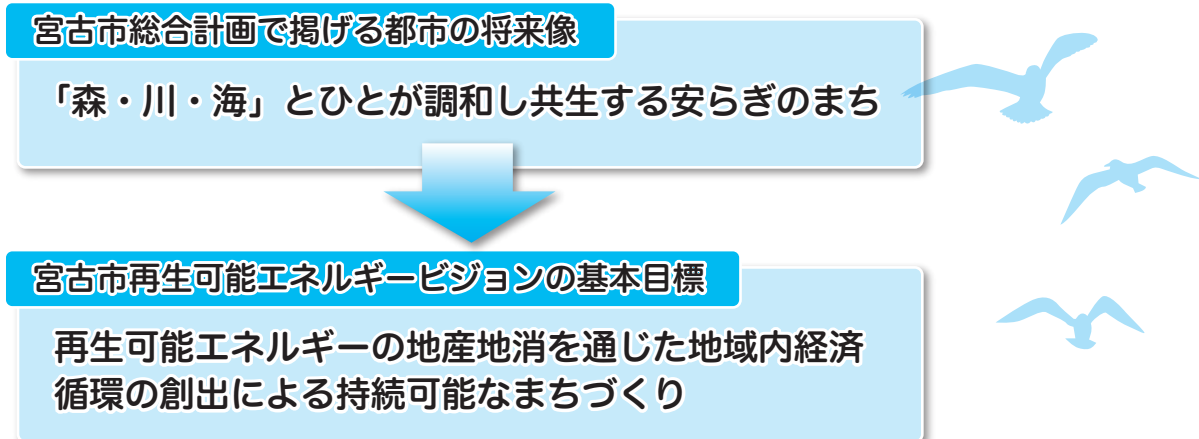 宮古市総合計画で掲げる都市の将来像
「森・川・海」とひとが調和し共生する安らぎのまち
宮古市再生可能エネルギービジョンの基本目標
再生可能エネルギーの地産地消を通じた地域内経済
循環の創出による持続可能なまちづくり